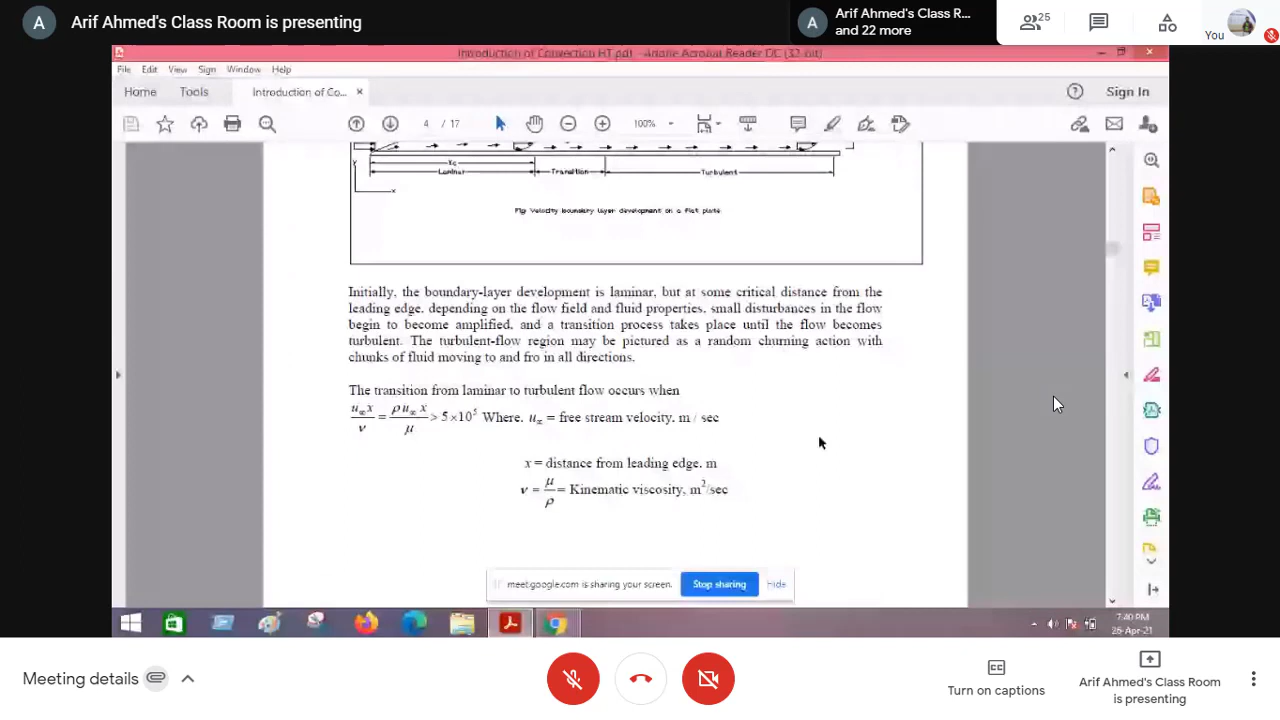 A Arif Ahmed's Class Room is presenting
A Arif Ahmed's Class R...
and 22 more
25
You
Introduction of Convection HT.pdf - Adobe Acrobat Reader DC (32-bit)
File Edit View Sign Window Help
Home Tools Introduction of Co... × Sign In
4 / 17 100%
y x
Xc
Laminar Transition Turbulent
Fig Velocity boundary layer development on a flat plate
Initially, the boundary-layer development is laminar, but at some critical distance from the
leading edge, depending on the flow field and fluid properties, small disturbances in the flow
begin to become amplified, and a transition process takes place until the flow becomes
turbulent. The turbulent-flow region may be pictured as a random churning action with
chunks of fluid moving to and fro in all directions.
The transition from laminar to turbulent flow occurs when
u∞x/ν = ρu∞x/μ > 5×10⁵ Where, u∞ = free stream velocity, m / sec
x = distance from leading edge, m
ν = μ/ρ = Kinematic viscosity, m²/sec
meet.google.com is sharing your screen. Stop sharing Hide
7:40 PM
26-Apr-21
Meeting details
Turn on captions
Arif Ahmed's Class Room
is presenting